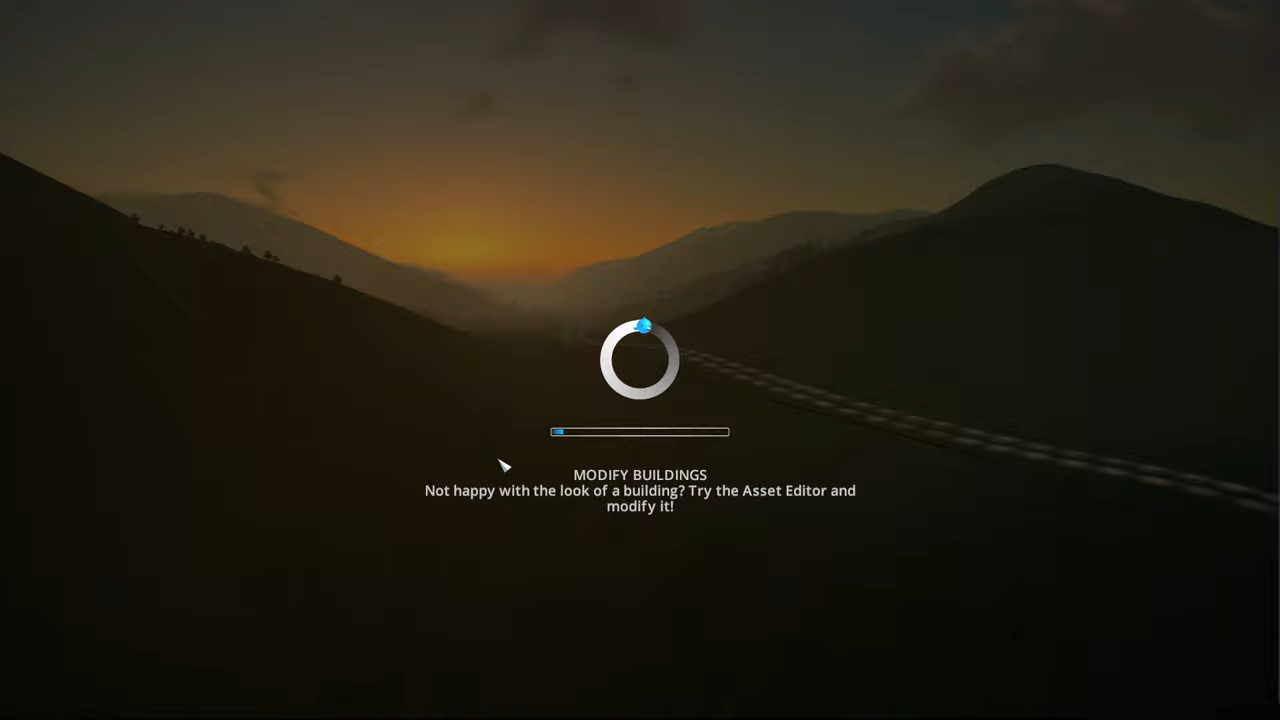 MODIFY BUILDINGS
Not happy with the look of a building? Try the Asset Editor and
modify it!